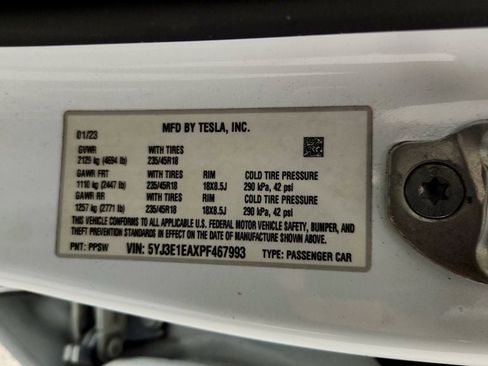 MFD BY TESLA, INC.
01/23
GVWR WITH TIRES
2129 kg (4694 lb) 235/45R18
GAWR FRT WITH TIRES RIM COLD TIRE PRESSURE
1110 kg (2447 lb) 235/45R18 18X8.5J 290 kPa, 42 psi
GAWR RR WITH TIRES RIM COLD TIRE PRESSURE
1257 kg (2771 lb) 235/45R18 18X8.5J 290 kPa, 42 psi
THIS VEHICLE CONFORMS TO ALL APPLICABLE U.S. FEDERAL MOTOR VEHICLE SAFETY, BUMPER, AND
THEFT PREVENTION STANDARDS IN EFFECT ON THE DATE OF MANUFACTURE SHOWN ABOVE.
PNT: PPSW VIN: 5YJ3E1EAXPF467993 TYPE: PASSENGER CAR